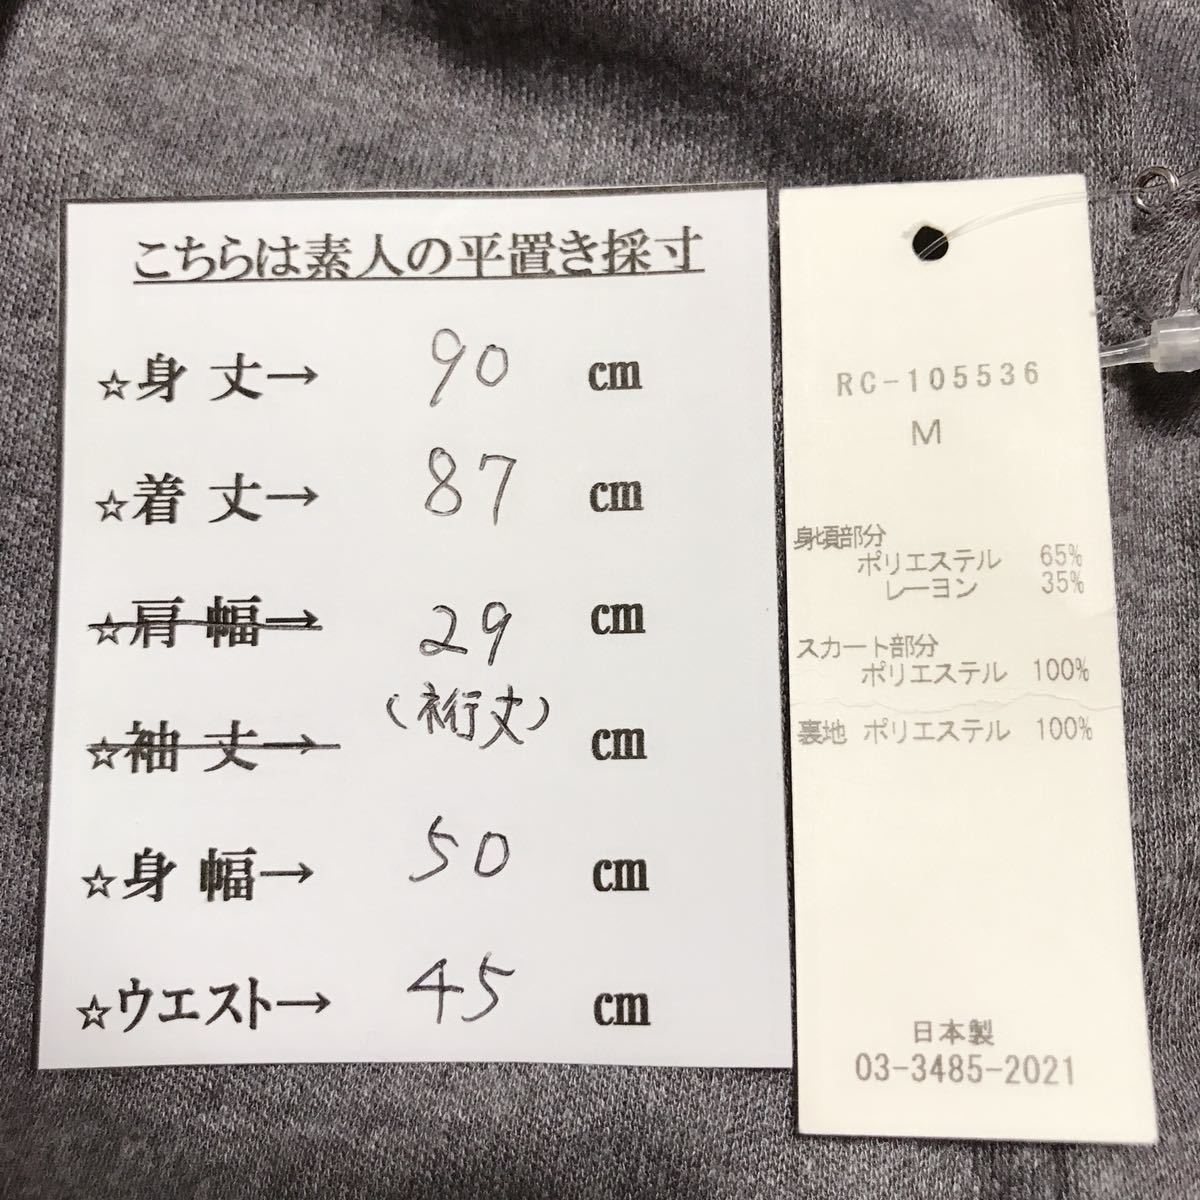 こちらは素人の平置き採寸
☆身 丈→ 90 cm
☆着 丈→ 87 cm
☆肩 幅→ 29 cm
(裄丈)
☆袖 丈→ cm
☆身 幅→ 50 cm
☆ウエスト→ 45 cm
RC-105536
M
身頃部分
ポリエステル 65%
レーヨン 35%
スカート部分
ポリエステル 100%
裏地 ポリエステル 100%
日本製
03-3485-2021